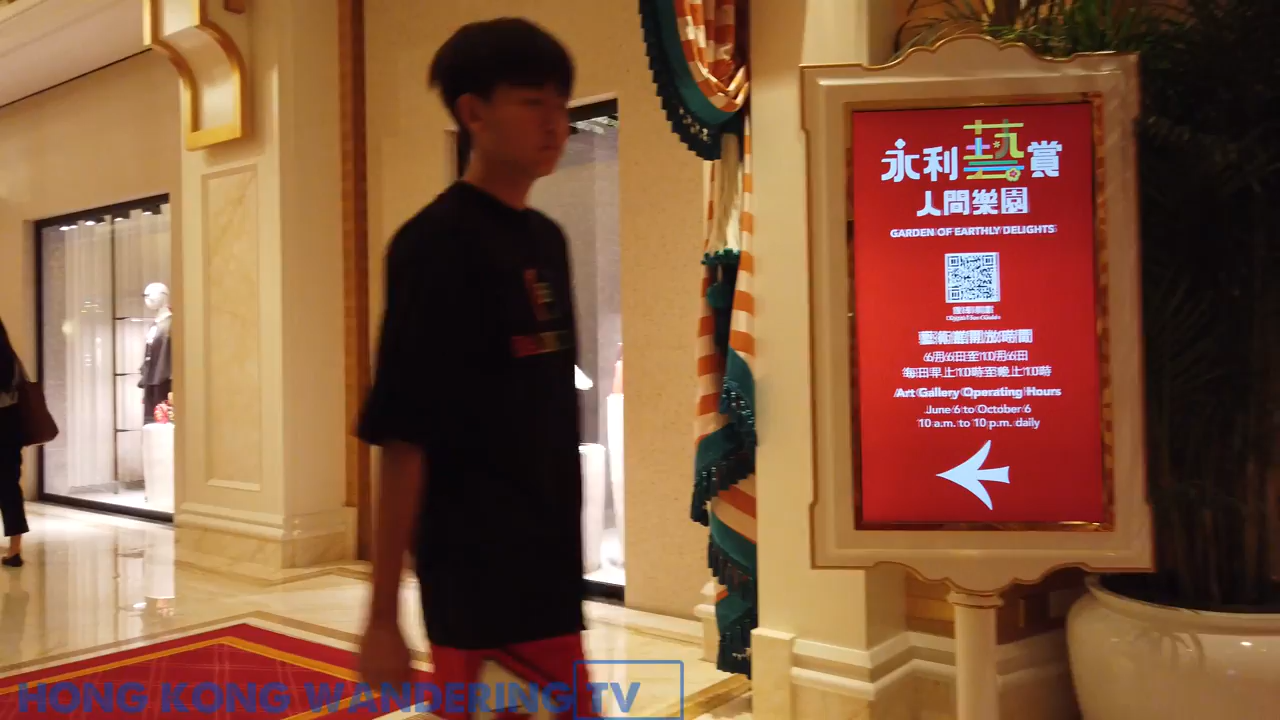 永利藝賞
人間樂園
GARDEN OF EARTHLY DELIGHTS
藝術館開放時間
6月6日至10月6日
每日早上10時至晚上10時
Art Gallery Operating Hours
June 6 to October 6
10 a.m. to 10 p.m. daily
HONG KONG WANDERING TV